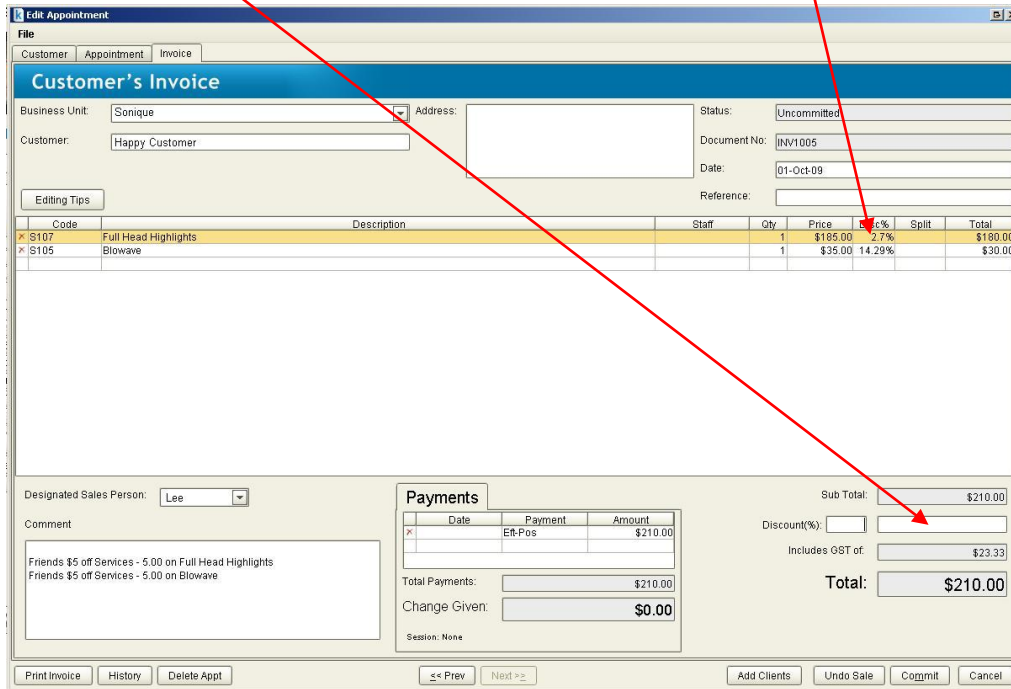 Edit Appointment
File
Customer Appointment Invoice
Customer's Invoice
Business Unit: Sonique Address: Status: Uncommitted
Customer: Happy Customer Document No: INV1005
Date: 01-Oct-09
Editing Tips Reference:
Code Description Staff Qty Price Split Total
S107 Full Head Highlights 1 $185.00 2.7% $180.00
S105 Blowave 1 $35.00 14.29% $30.00
Designated Sales Person: Lee Payments Sub Total: $210.00
Date Payment Amount
Comment Eft-Pos $210.00 Discount(%):
Friends $5 off Services - 5.00 on Full Head Highlights Includes GST of: $23.33
Friends $5 off Services - 5.00 on Blowave
Total Payments: $210.00 Total: $210.00
Change Given: $0.00
Session: None
Print Invoice History Delete Appt << Prev Next >> Add Clients Undo Sale Commit Cancel